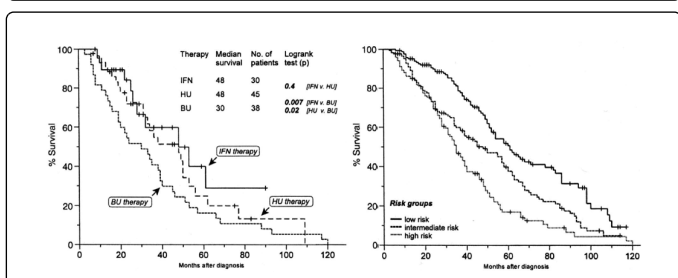 Therapy Median survival No. of patients Logrank test (p)
IFN 48 30
0.4 [IFN v. HU]
HU 48 45
0.007 [IFN v. BU]
BU 30 38
0.02 [HU v. BU]
% Survival
100
80
60
40
20
0
IFN therapy
BU therapy
HU therapy
0 20 40 60 80 100 120
Months after diagnosis
% Survival
100
80
60
40
20
0
Risk groups
low risk
intermediate risk
high risk
0 20 40 60 80 100 120
Months after diagnosis